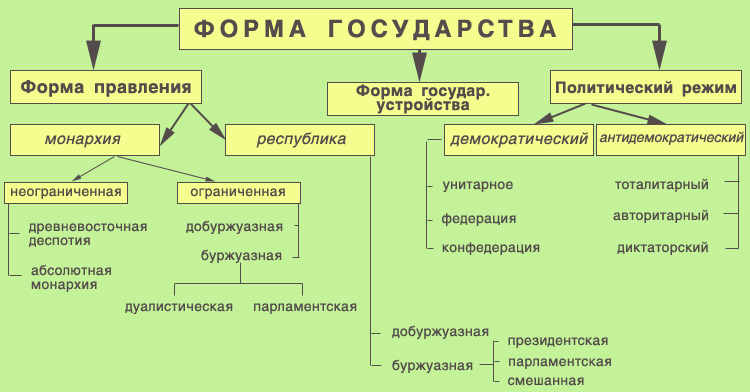 ФОРМА ГОСУДАРСТВА
Форма правления
Форма государ.
устройства
Политический режим
монархия
республика
демократический
антидемократический
неограниченная
ограниченная
унитарное
тоталитарный
древневосточная
деспотия
добуржуазная
федерация
авторитарный
буржуазная
конфедерация
диктаторский
абсолютная
монархия
дуалистическая
парламентская
добуржуазная
буржуазная
президентская
парламентская
смешанная